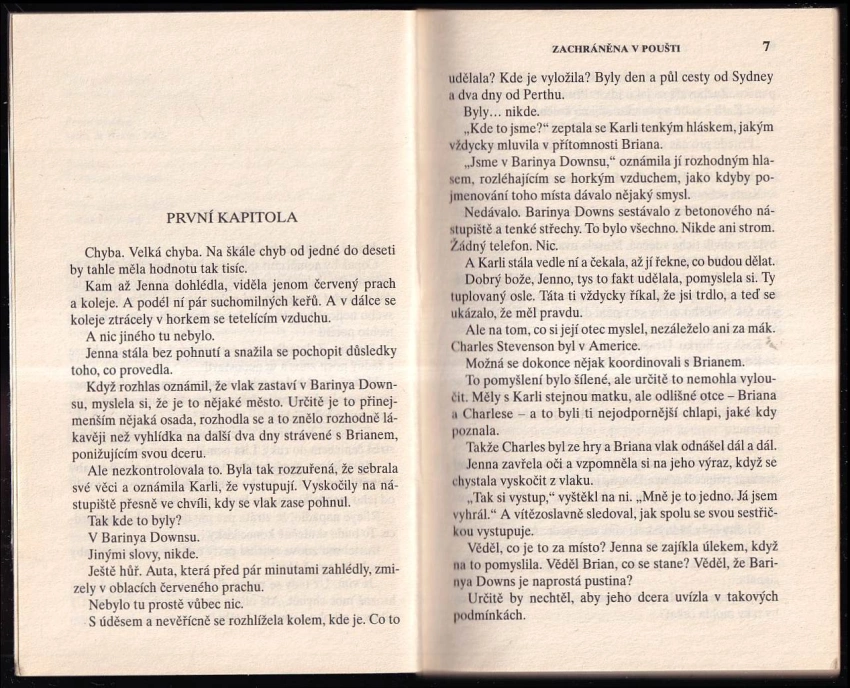 PRVNÍ KAPITOLA
Chyba. Velká chyba. Na škále chyb od jedné do deseti
by tahle měla hodnotu tak tisíc.
Kam až Jenna dohlédla, viděla jenom červený prach
a koleje. A podél ní pár suchomilných keřů. A v dálce se
koleje ztrácely v horkem se tetelícím vzduchu.
A nic jiného tu nebylo.
Jenna stála bez pohnutí a snažila se pochopit důsledky
toho, co provedla.
Když rozhlas oznámil, že vlak zastaví v Barinya Down-
su, myslela si, že je to nějaké město. Určitě je to přinej-
menším nějaká osada, rozhodla se a to znělo rozhodně lá-
kavěji než vyhlídka na další dva dny strávené s Brianem,
ponižujícím svou dceru.
Ale nezkontrolovala to. Byla tak rozzuřená, že sebrala
své věci a oznámila Karli, že vystupují. Vyskočily na ná-
stupiště přesně ve chvíli, kdy se vlak zase pohnul.
Tak kde to byly?
V Barinya Downsu.
Jinými slovy, nikde.
Ještě hůř. Auta, která před pár minutami zahlédly, zmi-
zely v oblacích červeného prachu.
Nebylo tu prostě vůbec nic.
S úděsem a nevěřícně se rozhlížela kolem, kde je. Co to
ZACHRÁNĚNA V POUŠTI 7
udělala? Kde je vyložila? Byly den a půl cesty od Sydney
a dva dny od Perthu.
Byly... nikde.
„Kde to jsme?“ zeptala se Karli tenkým hláskem, jakým
vždycky mluvila v přítomnosti Briana.
„Jsme v Barinya Downsu,“ oznámila jí rozhodným hla-
sem, rozléhajícím se horkým vzduchem, jako kdyby po-
jmenování toho místa dávalo nějaký smysl.
Nedávalo. Barinya Downs sestávalo z betonového ná-
stupiště a tenké střechy. To bylo všechno. Nikde ani strom.
Žádný telefon. Nic.
A Karli stála vedle ní a čekala, až jí řekne, co budou dělat.
Dobrý bože, Jenno, tys to fakt udělala, pomyslela si. Ty
tuplovaný osle. Táta ti vždycky říkal, že jsi trdlo, a teď se
ukázalo, že měl pravdu.
Ale na tom, co si její otec myslel, nezáleželo ani za mák.
Charles Stevenson byl v Americe.
Možná se dokonce nějak koordinovali s Brianem.
To pomyšlení bylo šílené, ale určitě to nemohla vylou-
čit. Měly s Karli stejnou matku, ale odlišné otce – Briana
a Charlese – a to byli ti nejodpornější chlapi, jaké kdy
poznala.
Takže Charles byl ze hry a Briana vlak odnášel dál a dál.
Jenna zavřela oči a vzpomněla si na jeho výraz, když se
chystala vyskočit z vlaku.
„Tak si vystup,“ vyštěkl na ni. „Mně je to jedno. Já jsem
vyhrál.“ A vítězoslavně sledoval, jak spolu se svou sestřič-
kou vystupuje.
Věděl, co je to za místo? Jenna se zajíkla úlekem, když
na to pomyslila. Věděl Brian, co se stane? Věděl, že Bari-
nya Downs je naprostá pustina?
Určitě by nechtěl, aby jeho dcera uvízla v takových
podmínkách.